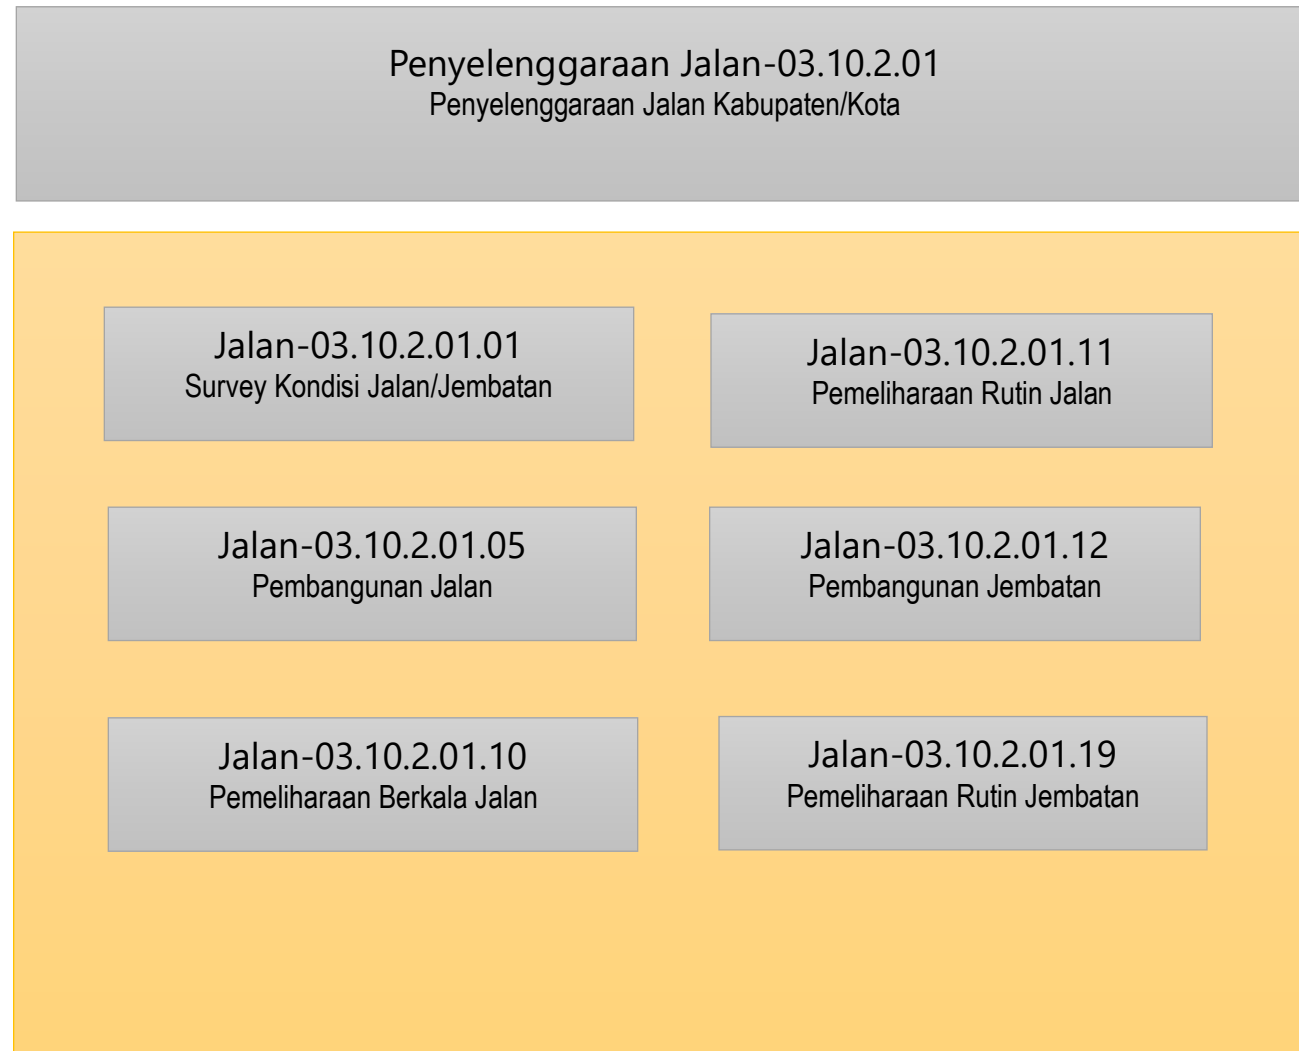 Penyelenggaraan Jalan-03.10.2.01
Penyelenggaraan Jalan Kabupaten/Kota
Jalan-03.10.2.01.01
Survey Kondisi Jalan/Jembatan
Jalan-03.10.2.01.11
Pemeliharaan Rutin Jalan
Jalan-03.10.2.01.05
Pembangunan Jalan
Jalan-03.10.2.01.12
Pembangunan Jembatan
Jalan-03.10.2.01.10
Pemeliharaan Berkala Jalan
Jalan-03.10.2.01.19
Pemeliharaan Rutin Jembatan